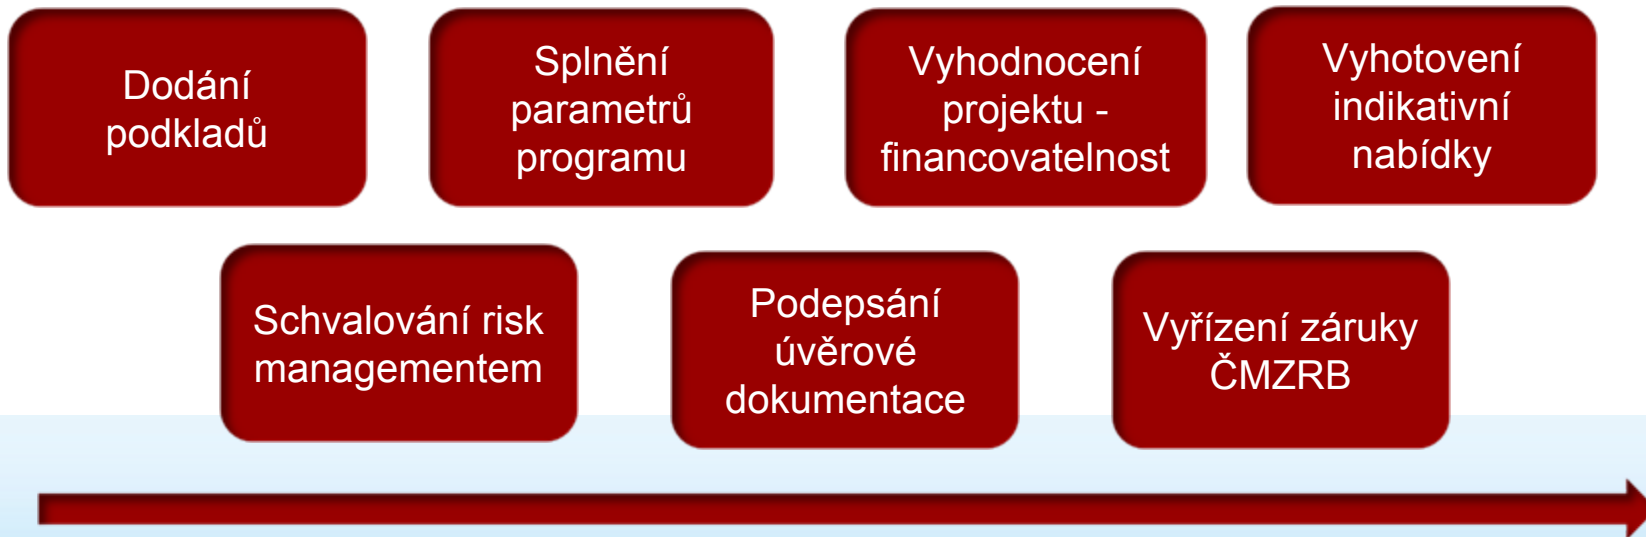 Dodání
podkladů
Splnění
parametrů
programu
Vyhodnocení
projektu -
financovatelnost
Vyhotovení
indikativní
nabídky
Schvalování risk
managementem
Podepsání
úvěrové
dokumentace
Vyřízení záruky
ČMZRB